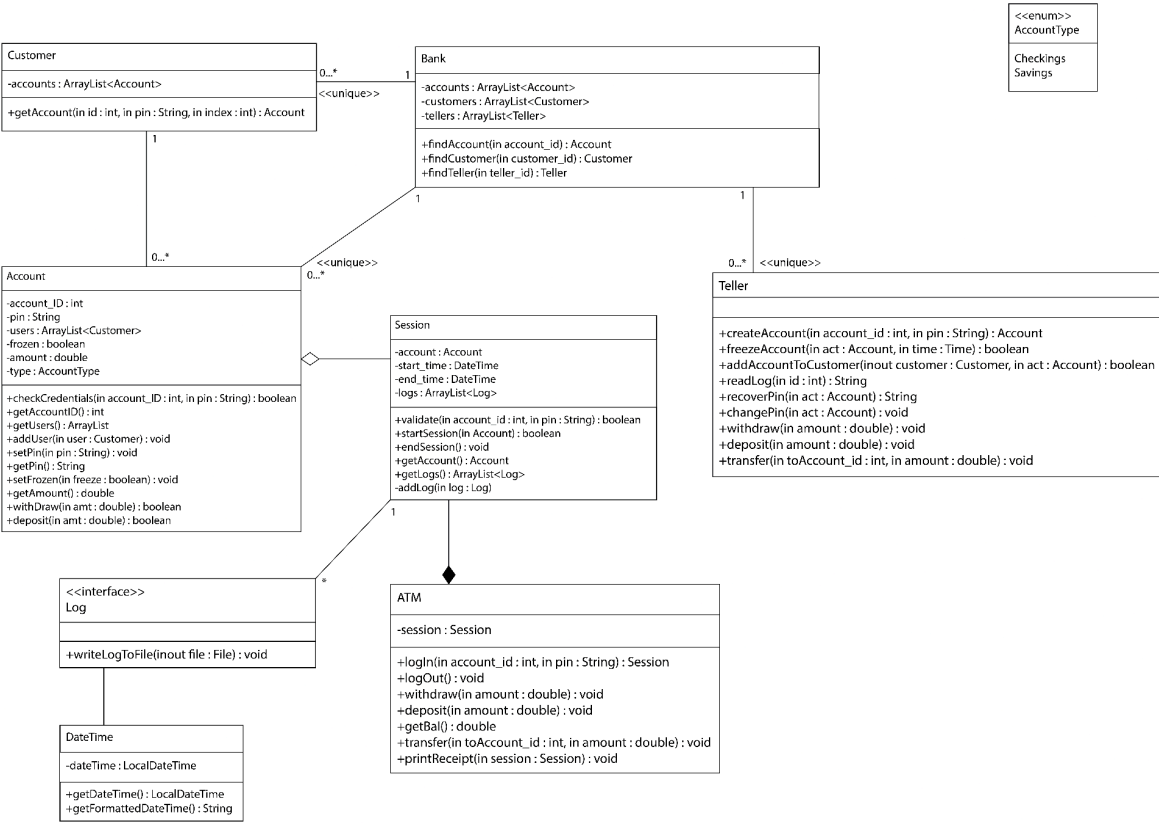 <<enum>>
AccountType
Checkings
Savings
Customer
-accounts : ArrayList<Account>
+getAccount(in id : int, in pin : String, in index : int) : Account
0...*
1
<<unique>>
Bank
-accounts : ArrayList<Account>
-customers : ArrayList<Customer>
-tellers : ArrayList<Teller>
+findAccount(in account_id) : Account
+findCustomer(in customer_id) : Customer
+findTeller(in teller_id) : Teller
1
0...*
1
<<unique>>
0...*
1
0...*
<<unique>>
Account
-account_ID : int
-pin : String
-users : ArrayList<Customer>
-frozen : boolean
-amount : double
-type : AccountType
+checkCredentials(in account_ID : int, in pin : String) : boolean
+getAccountID() : int
+getUsers() : ArrayList
+addUser(in user : Customer) : void
+setPin(in pin : String) : void
+getPin() : String
+setFrozen(in freeze : boolean) : void
+getAmount() : double
+withDraw(in amt : double) : boolean
+deposit(in amt : double) : boolean
Session
-account : Account
-start_time : DateTime
-end_time : DateTime
-logs : ArrayList<Log>
+validate(in account_id : int, in pin : String) : boolean
+startSession(in Account) : boolean
+endSession() : void
+getAccount() : Account
+getLogs() : ArrayList<Log>
-addLog(in log : Log)
1
*
Teller
+createAccount(in account_id : int, in pin : String) : Account
+freezeAccount(in act : Account, in time : Time) : boolean
+addAccountToCustomer(inout customer : Customer, in act : Account) : boolean
+readLog(in id : int) : String
+recoverPin(in act : Account) : String
+changePin(in act : Account) : void
+withdraw(in amount : double) : void
+deposit(in amount : double) : void
+transfer(in toAccount_id : int, in amount : double) : void
<<interface>>
Log
+writeLogToFile(inout file : File) : void
ATM
-session : Session
+logIn(in account_id : int, in pin : String) : Session
+logOut() : void
+withdraw(in amount : double) : void
+deposit(in amount : double) : void
+getBal() : double
+transfer(in toAccount_id : int, in amount : double) : void
+printReceipt(in session : Session) : void
DateTime
-dateTime : LocalDateTime
+getDateTime() : LocalDateTime
+getFormattedDateTime() : String